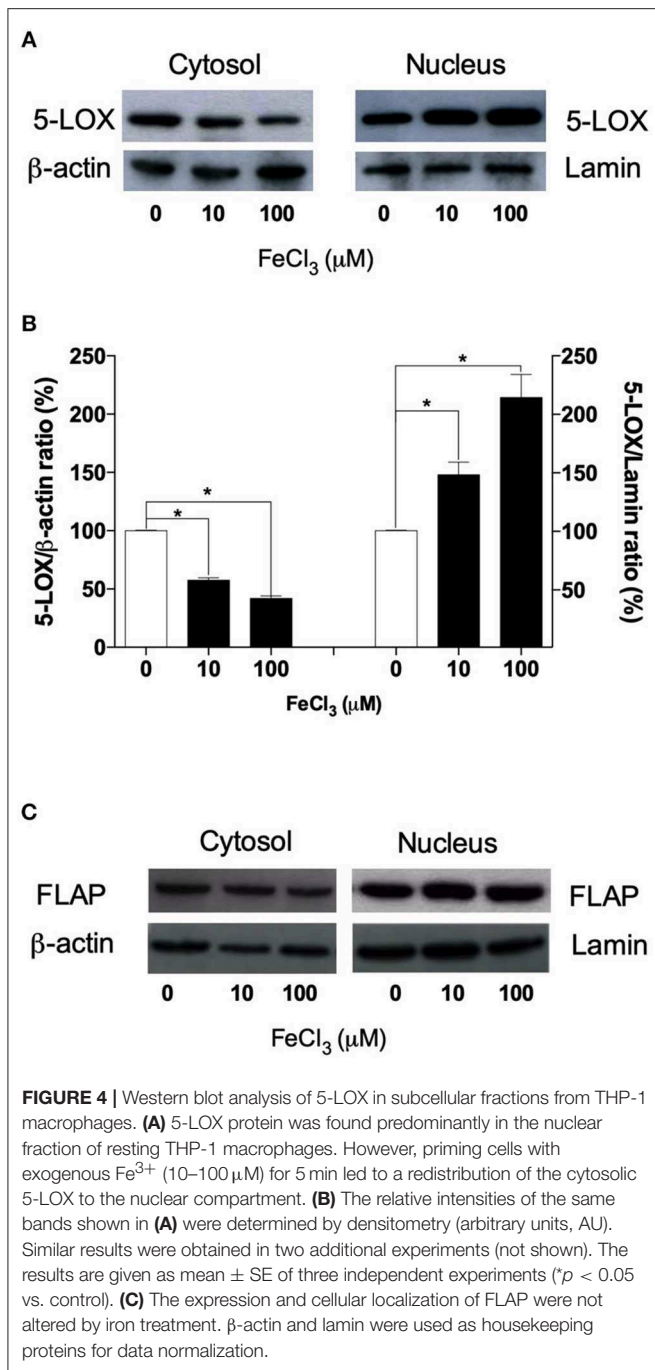 A
Cytosol Nucleus
5-LOX 5-LOX
β-actin Lamin
0 10 100 0 10 100
FeCl₃ (μM)
B
250 250
200 200
150 150
100 100
50 50
0
* * * *
5-LOX/β-actin ratio (%)
5-LOX/Lamin ratio (%)
0 10 100 0 10 100
FeCl₃ (μM)
C
Cytosol Nucleus
FLAP FLAP
β-actin Lamin
0 10 100 0 10 100
FeCl₃ (μM)
FIGURE 4 | Western blot analysis of 5-LOX in subcellular fractions from THP-1
macrophages. (A) 5-LOX protein was found predominantly in the nuclear
fraction of resting THP-1 macrophages. However, priming cells with
exogenous Fe³⁺ (10–100 μM) for 5 min led to a redistribution of the cytosolic
5-LOX to the nuclear compartment. (B) The relative intensities of the same
bands shown in (A) were determined by densitometry (arbitrary units, AU).
Similar results were obtained in two additional experiments (not shown). The
results are given as mean ± SE of three independent experiments (*p < 0.05
vs. control). (C) The expression and cellular localization of FLAP were not
altered by iron treatment. β-actin and lamin were used as housekeeping
proteins for data normalization.